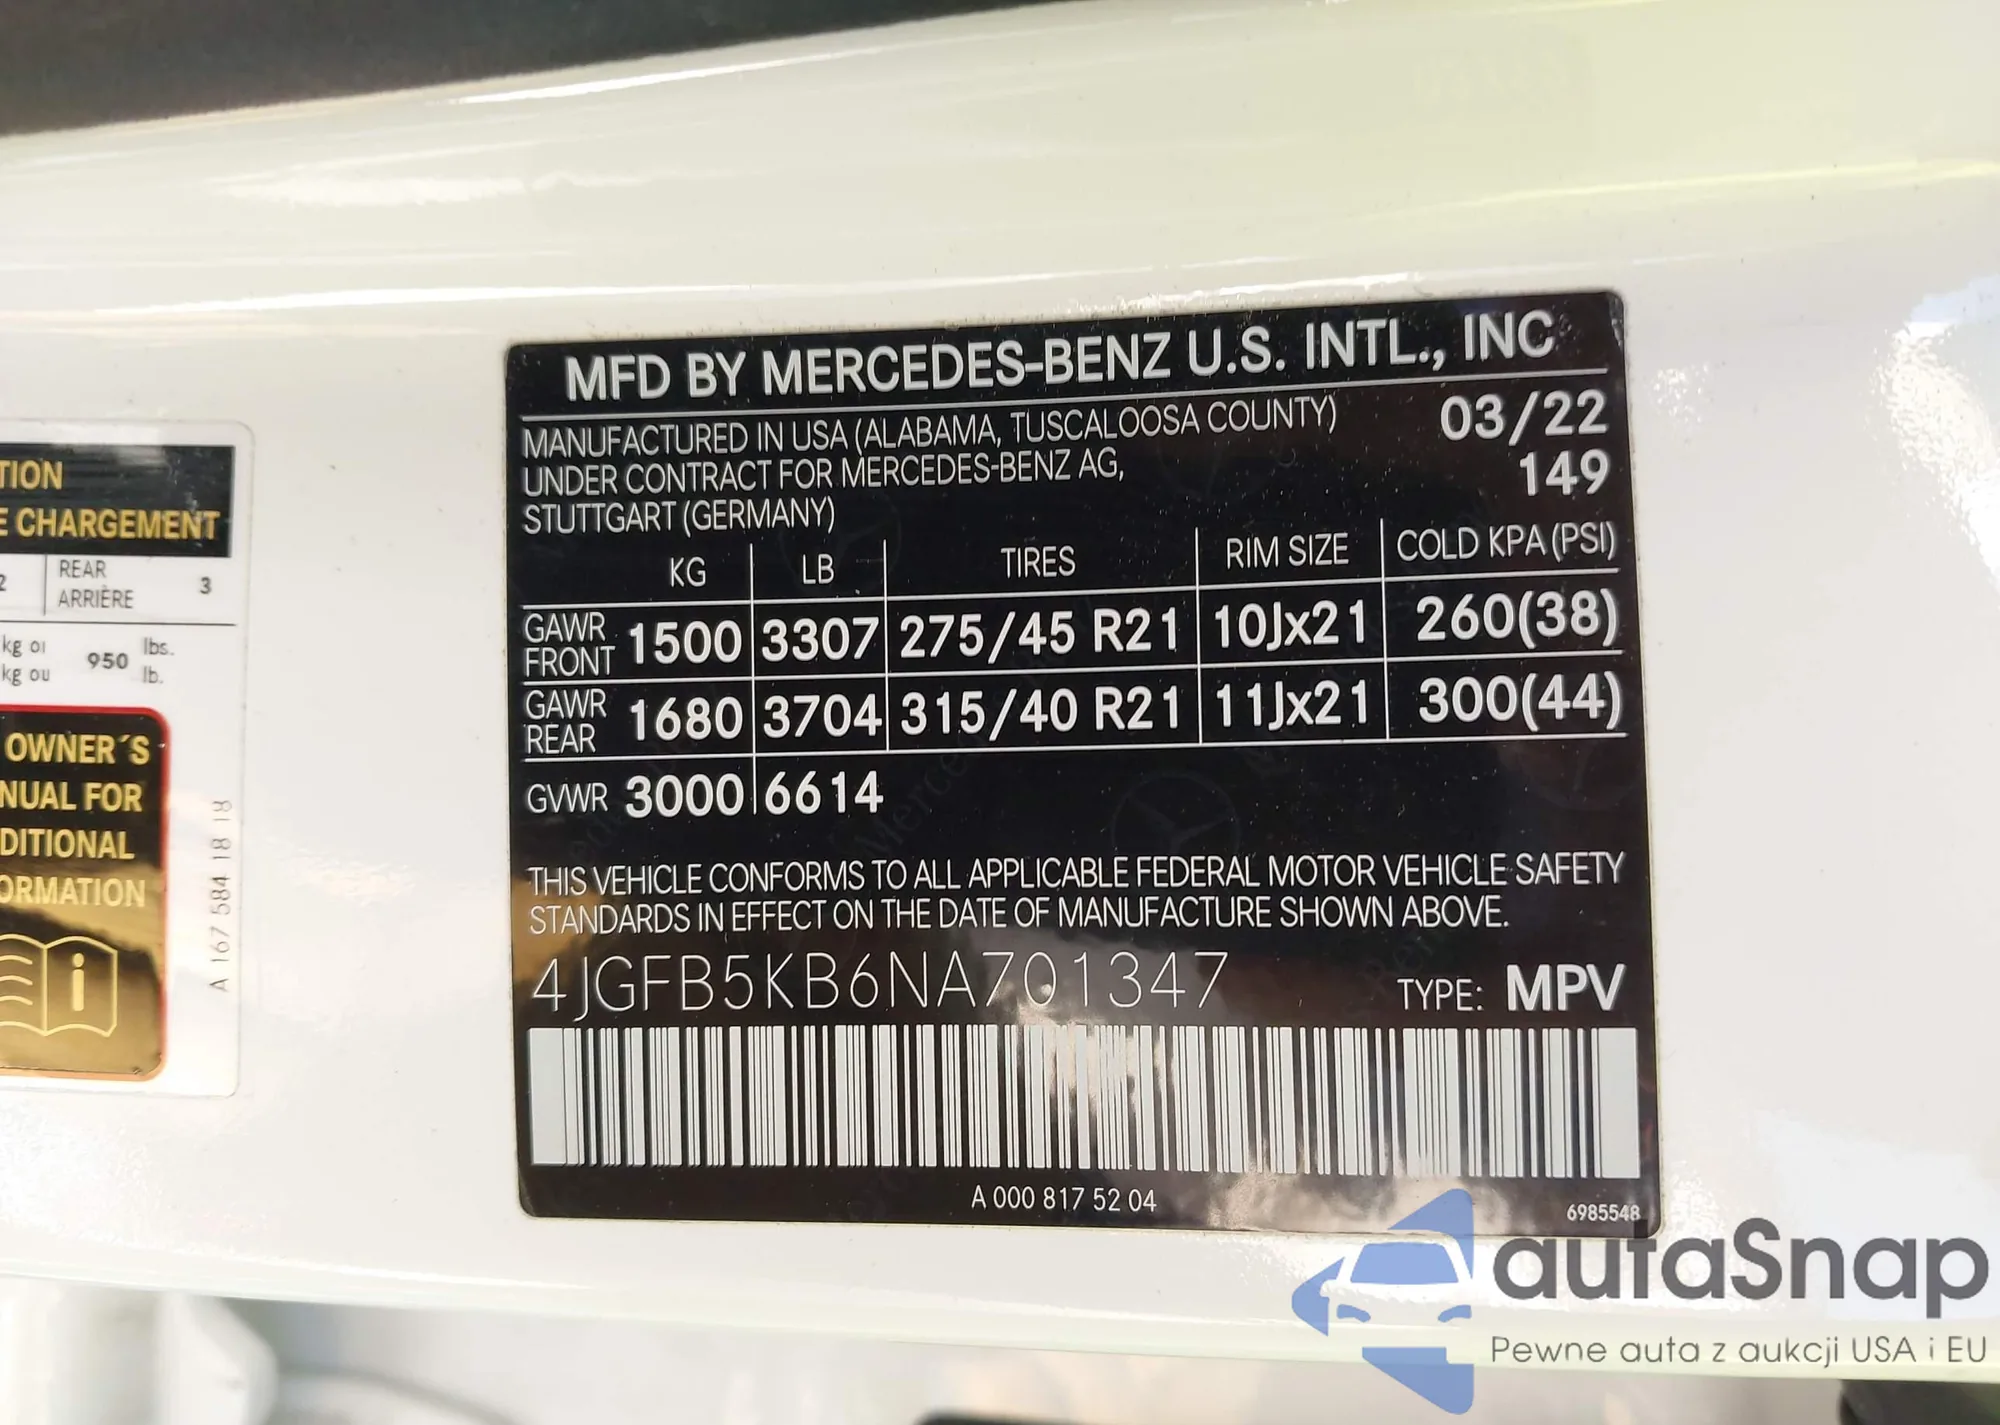 MFD BY MERCEDES-BENZ U.S. INTL., INC
MANUFACTURED IN USA (ALABAMA, TUSCALOOSA COUNTY) 03/22
UNDER CONTRACT FOR MERCEDES-BENZ AG, 149
STUTTGART (GERMANY)
KG LB TIRES RIM SIZE COLD KPA (PSI)
GAWR FRONT 1500 3307 275/45 R21 10Jx21 260(38)
GAWR REAR 1680 3704 315/40 R21 11Jx21 300(44)
GVWR 3000 6614
THIS VEHICLE CONFORMS TO ALL APPLICABLE FEDERAL MOTOR VEHICLE SAFETY
STANDARDS IN EFFECT ON THE DATE OF MANUFACTURE SHOWN ABOVE.
4JGFB5KB6NA701347 TYPE: MPV
A 000 817 52 04
6985548
TION
E CHARGEMENT
2 REAR 3
ARRIÈRE
kg or 950 lbs.
kg ou lb.
OWNER´S
NUAL FOR
DITIONAL
ORMATION
i
A 167 584 18 18
autaSnap
Pewne auta z aukcji USA i EU